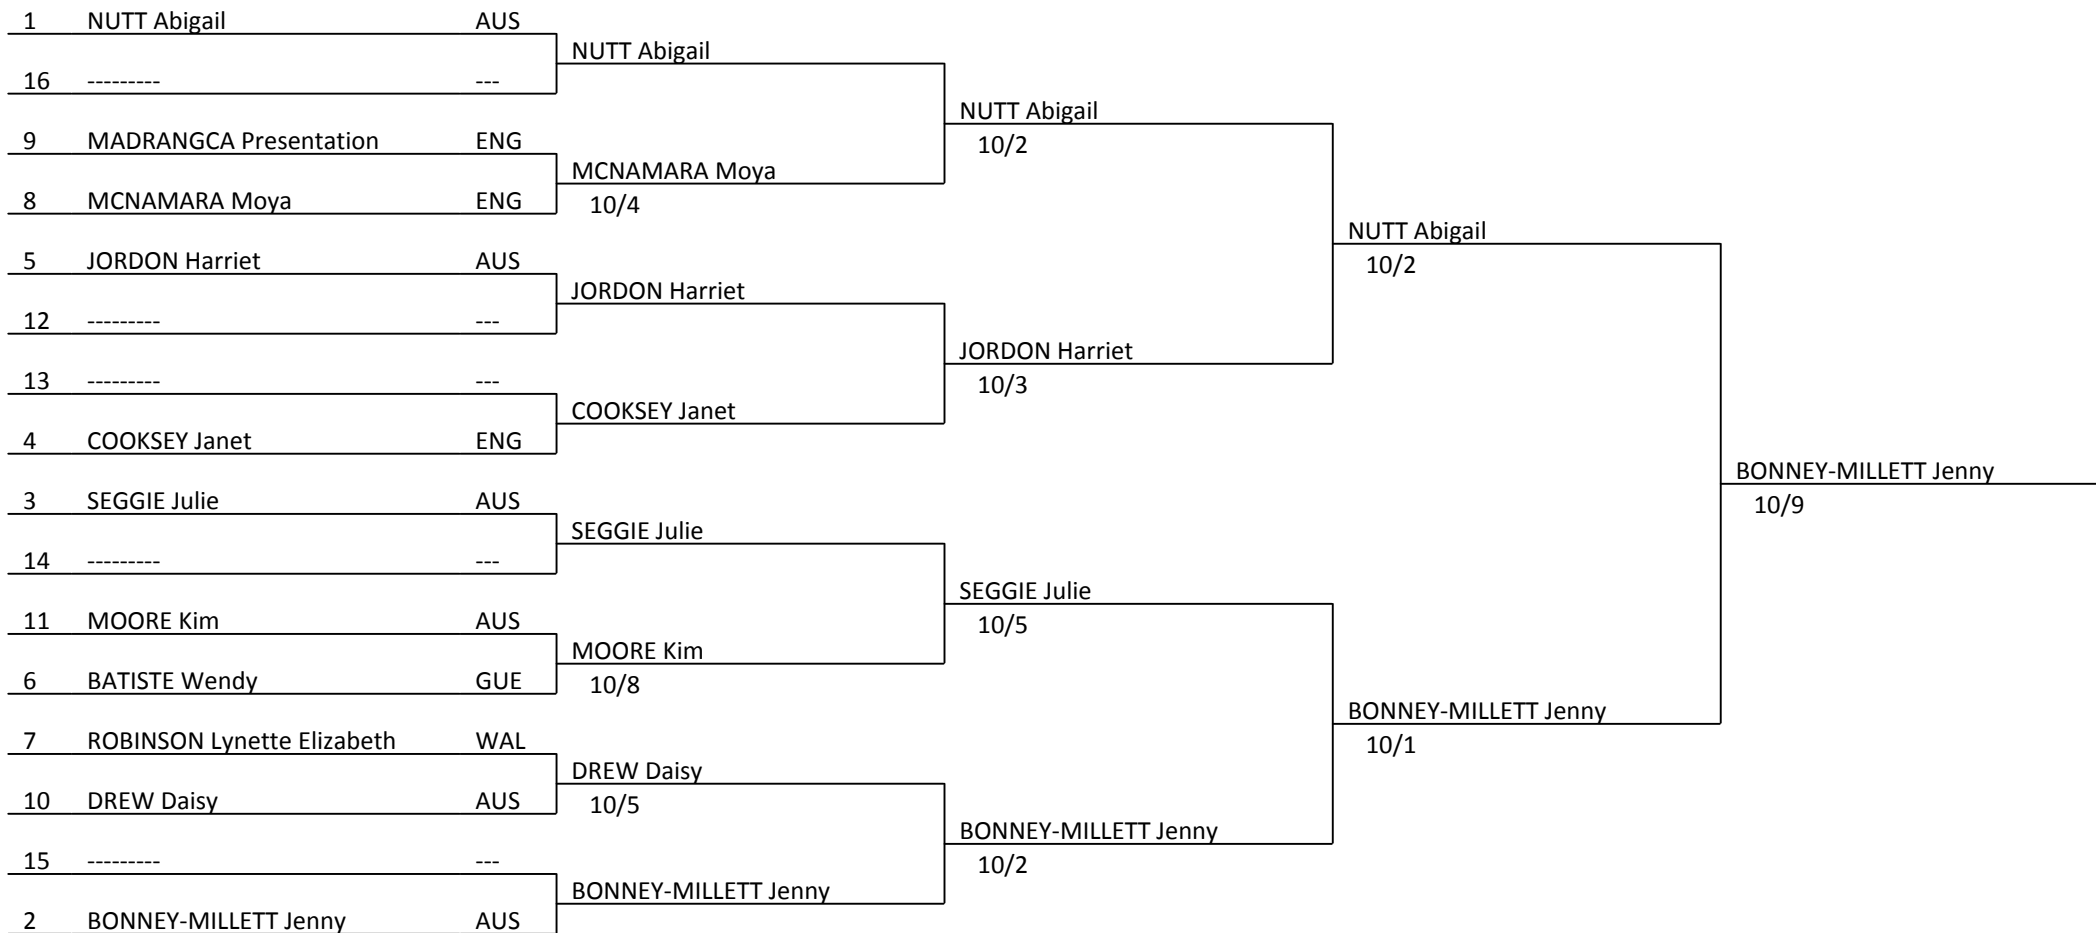 1 NUTT Abigail AUS
NUTT Abigail
16 --------- ---
NUTT Abigail
10/2
9 MADRANGCA Presentation ENG
MCNAMARA Moya
10/4
8 MCNAMARA Moya ENG
NUTT Abigail
10/2
5 JORDON Harriet AUS
JORDON Harriet
12 --------- ---
JORDON Harriet
10/3
13 --------- ---
COOKSEY Janet
4 COOKSEY Janet ENG
BONNEY-MILLETT Jenny
10/9
3 SEGGIE Julie AUS
SEGGIE Julie
14 --------- ---
SEGGIE Julie
10/5
11 MOORE Kim AUS
MOORE Kim
10/8
6 BATISTE Wendy GUE
BONNEY-MILLETT Jenny
10/1
7 ROBINSON Lynette Elizabeth WAL
DREW Daisy
10/5
10 DREW Daisy AUS
BONNEY-MILLETT Jenny
10/2
15 --------- ---
BONNEY-MILLETT Jenny
2 BONNEY-MILLETT Jenny AUS